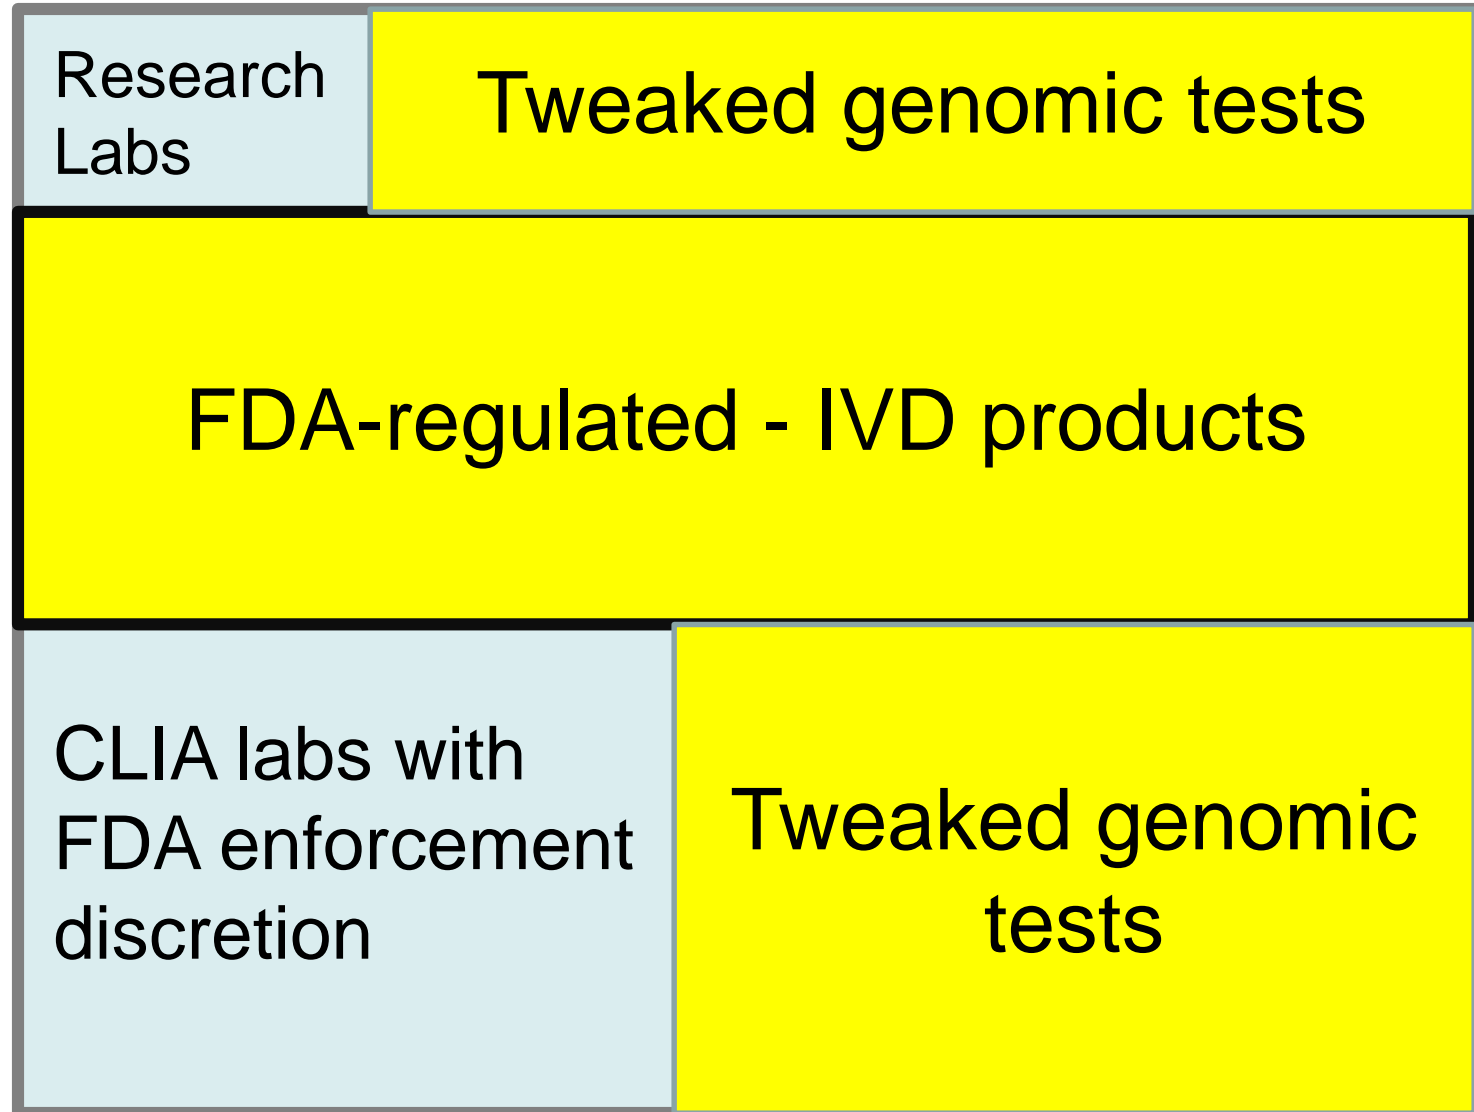 Research
Labs
Tweaked genomic tests
FDA-regulated - IVD products
CLIA labs with
FDA enforcement
discretion
Tweaked genomic
tests